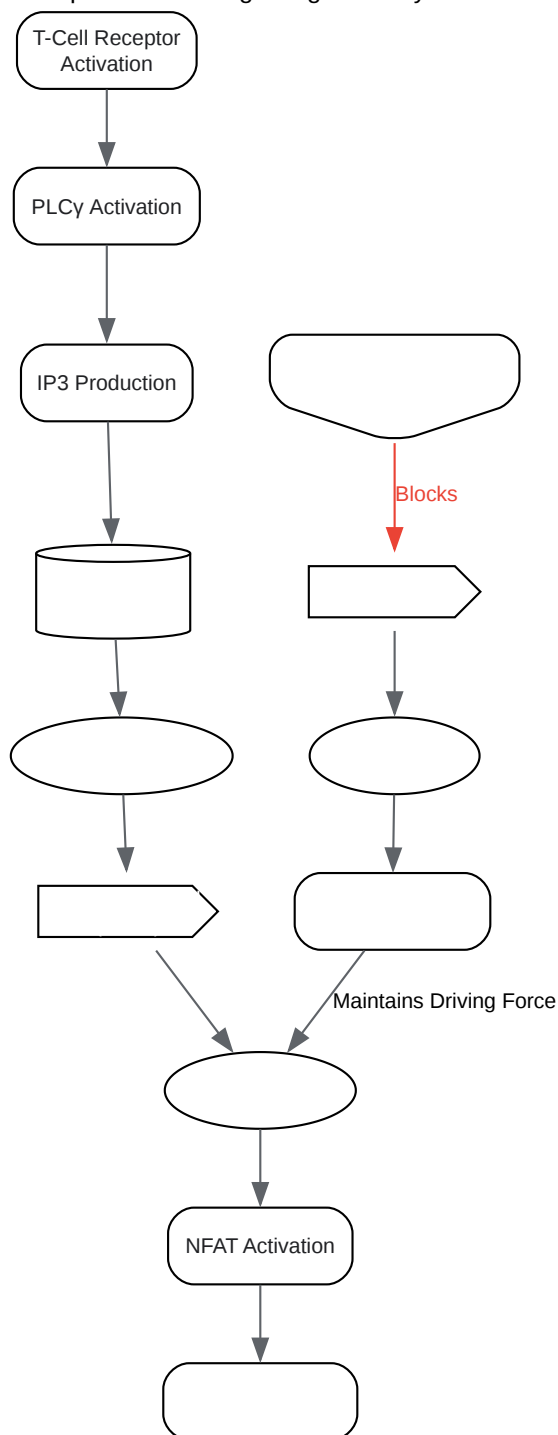 T-Cell Receptor
Activation
PLCγ Activation
IP3 Production
Blocks
Maintains Driving Force
NFAT Activation